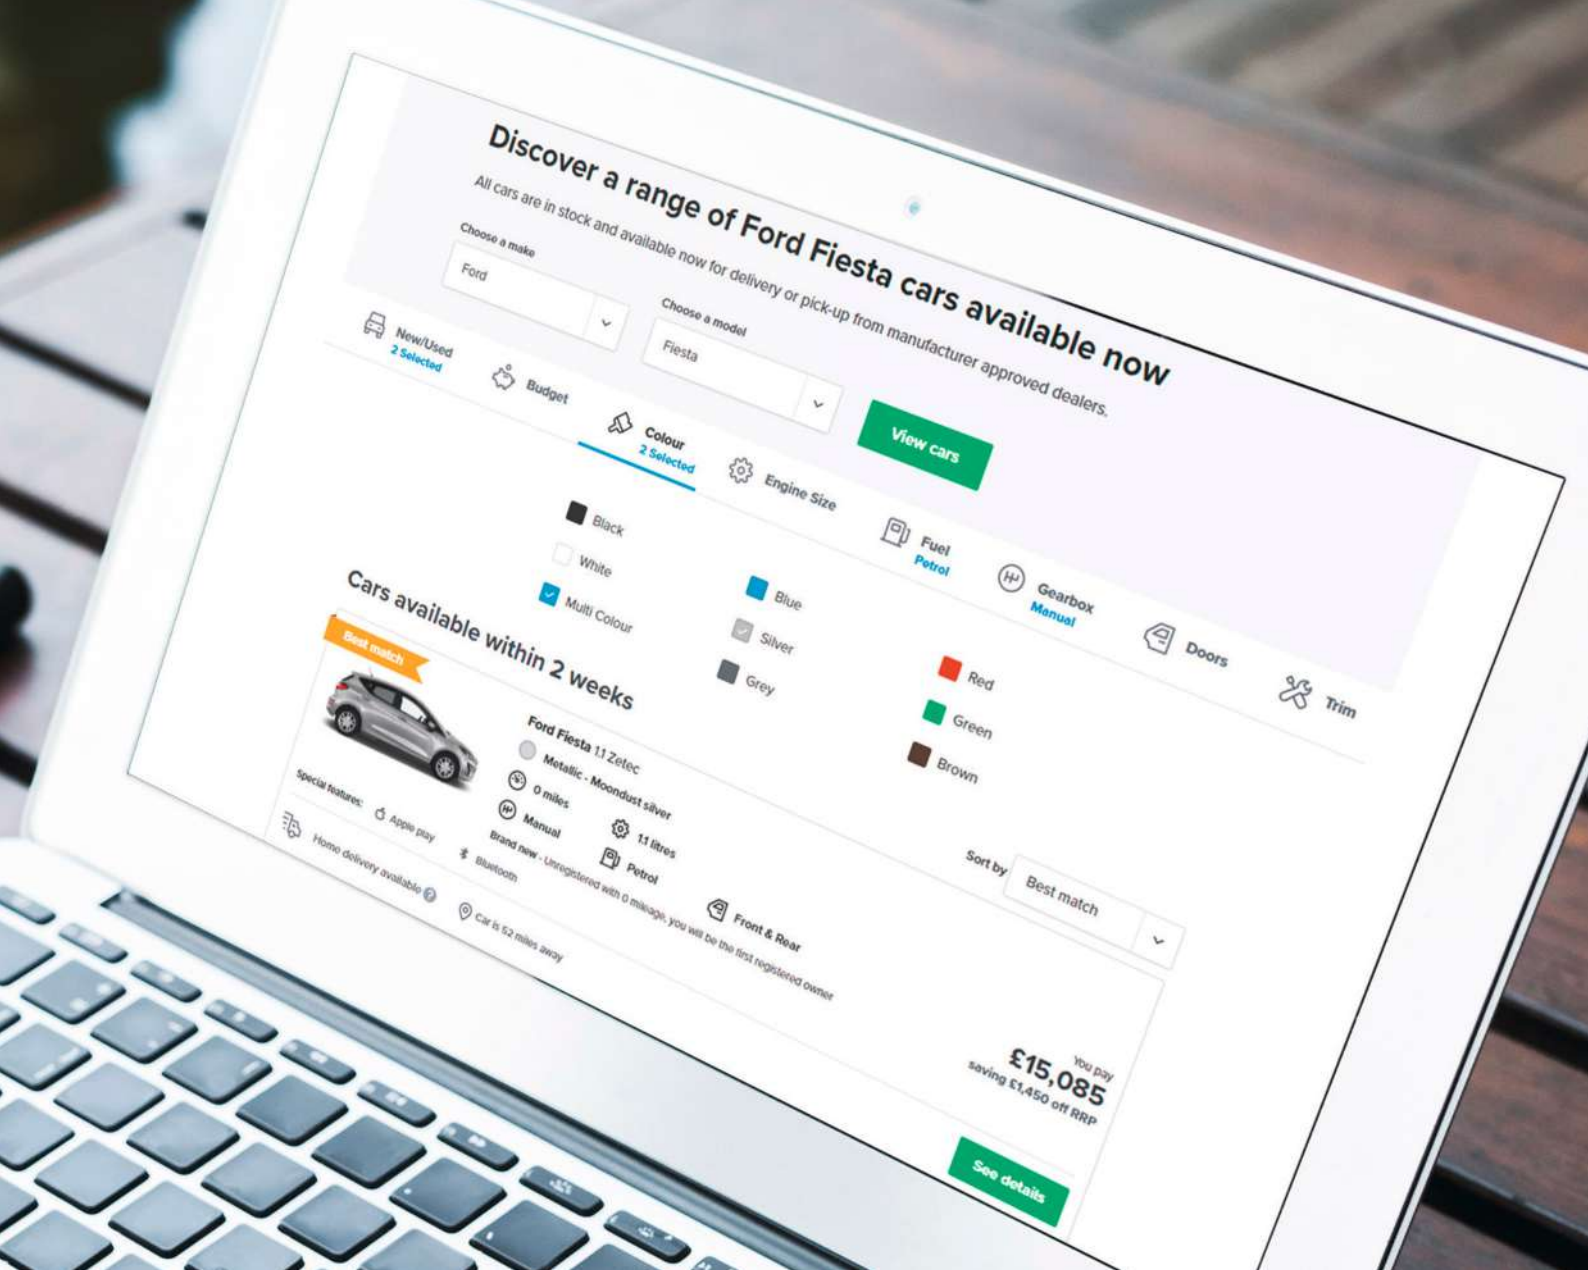 Discover a range of Ford Fiesta cars available now
All cars are in stock and available now for delivery or pick-up from manufacturer approved dealers.
Choose a make
Ford
Choose a model
Fiesta
View cars
New/Used
2 Selected
Budget
Colour
2 Selected
Engine Size
Fuel
Petrol
Gearbox
Manual
Doors
Trim
Black
White
Multi Colour
Blue
Silver
Grey
Red
Green
Brown
Cars available within 2 weeks
Sort by
Best match
Best match
Ford Fiesta 1.1 Zetec
Metallic - Moondust silver
0 miles
1.1 litres
Manual
Petrol
Front & Rear
Brand new - Unregistered with 0 mileage, you will be the first registered owner
Special features:
Apple play
Bluetooth
Home delivery available
Car is 52 miles away
You pay
£15,085
saving £1,450 off RRP
See details